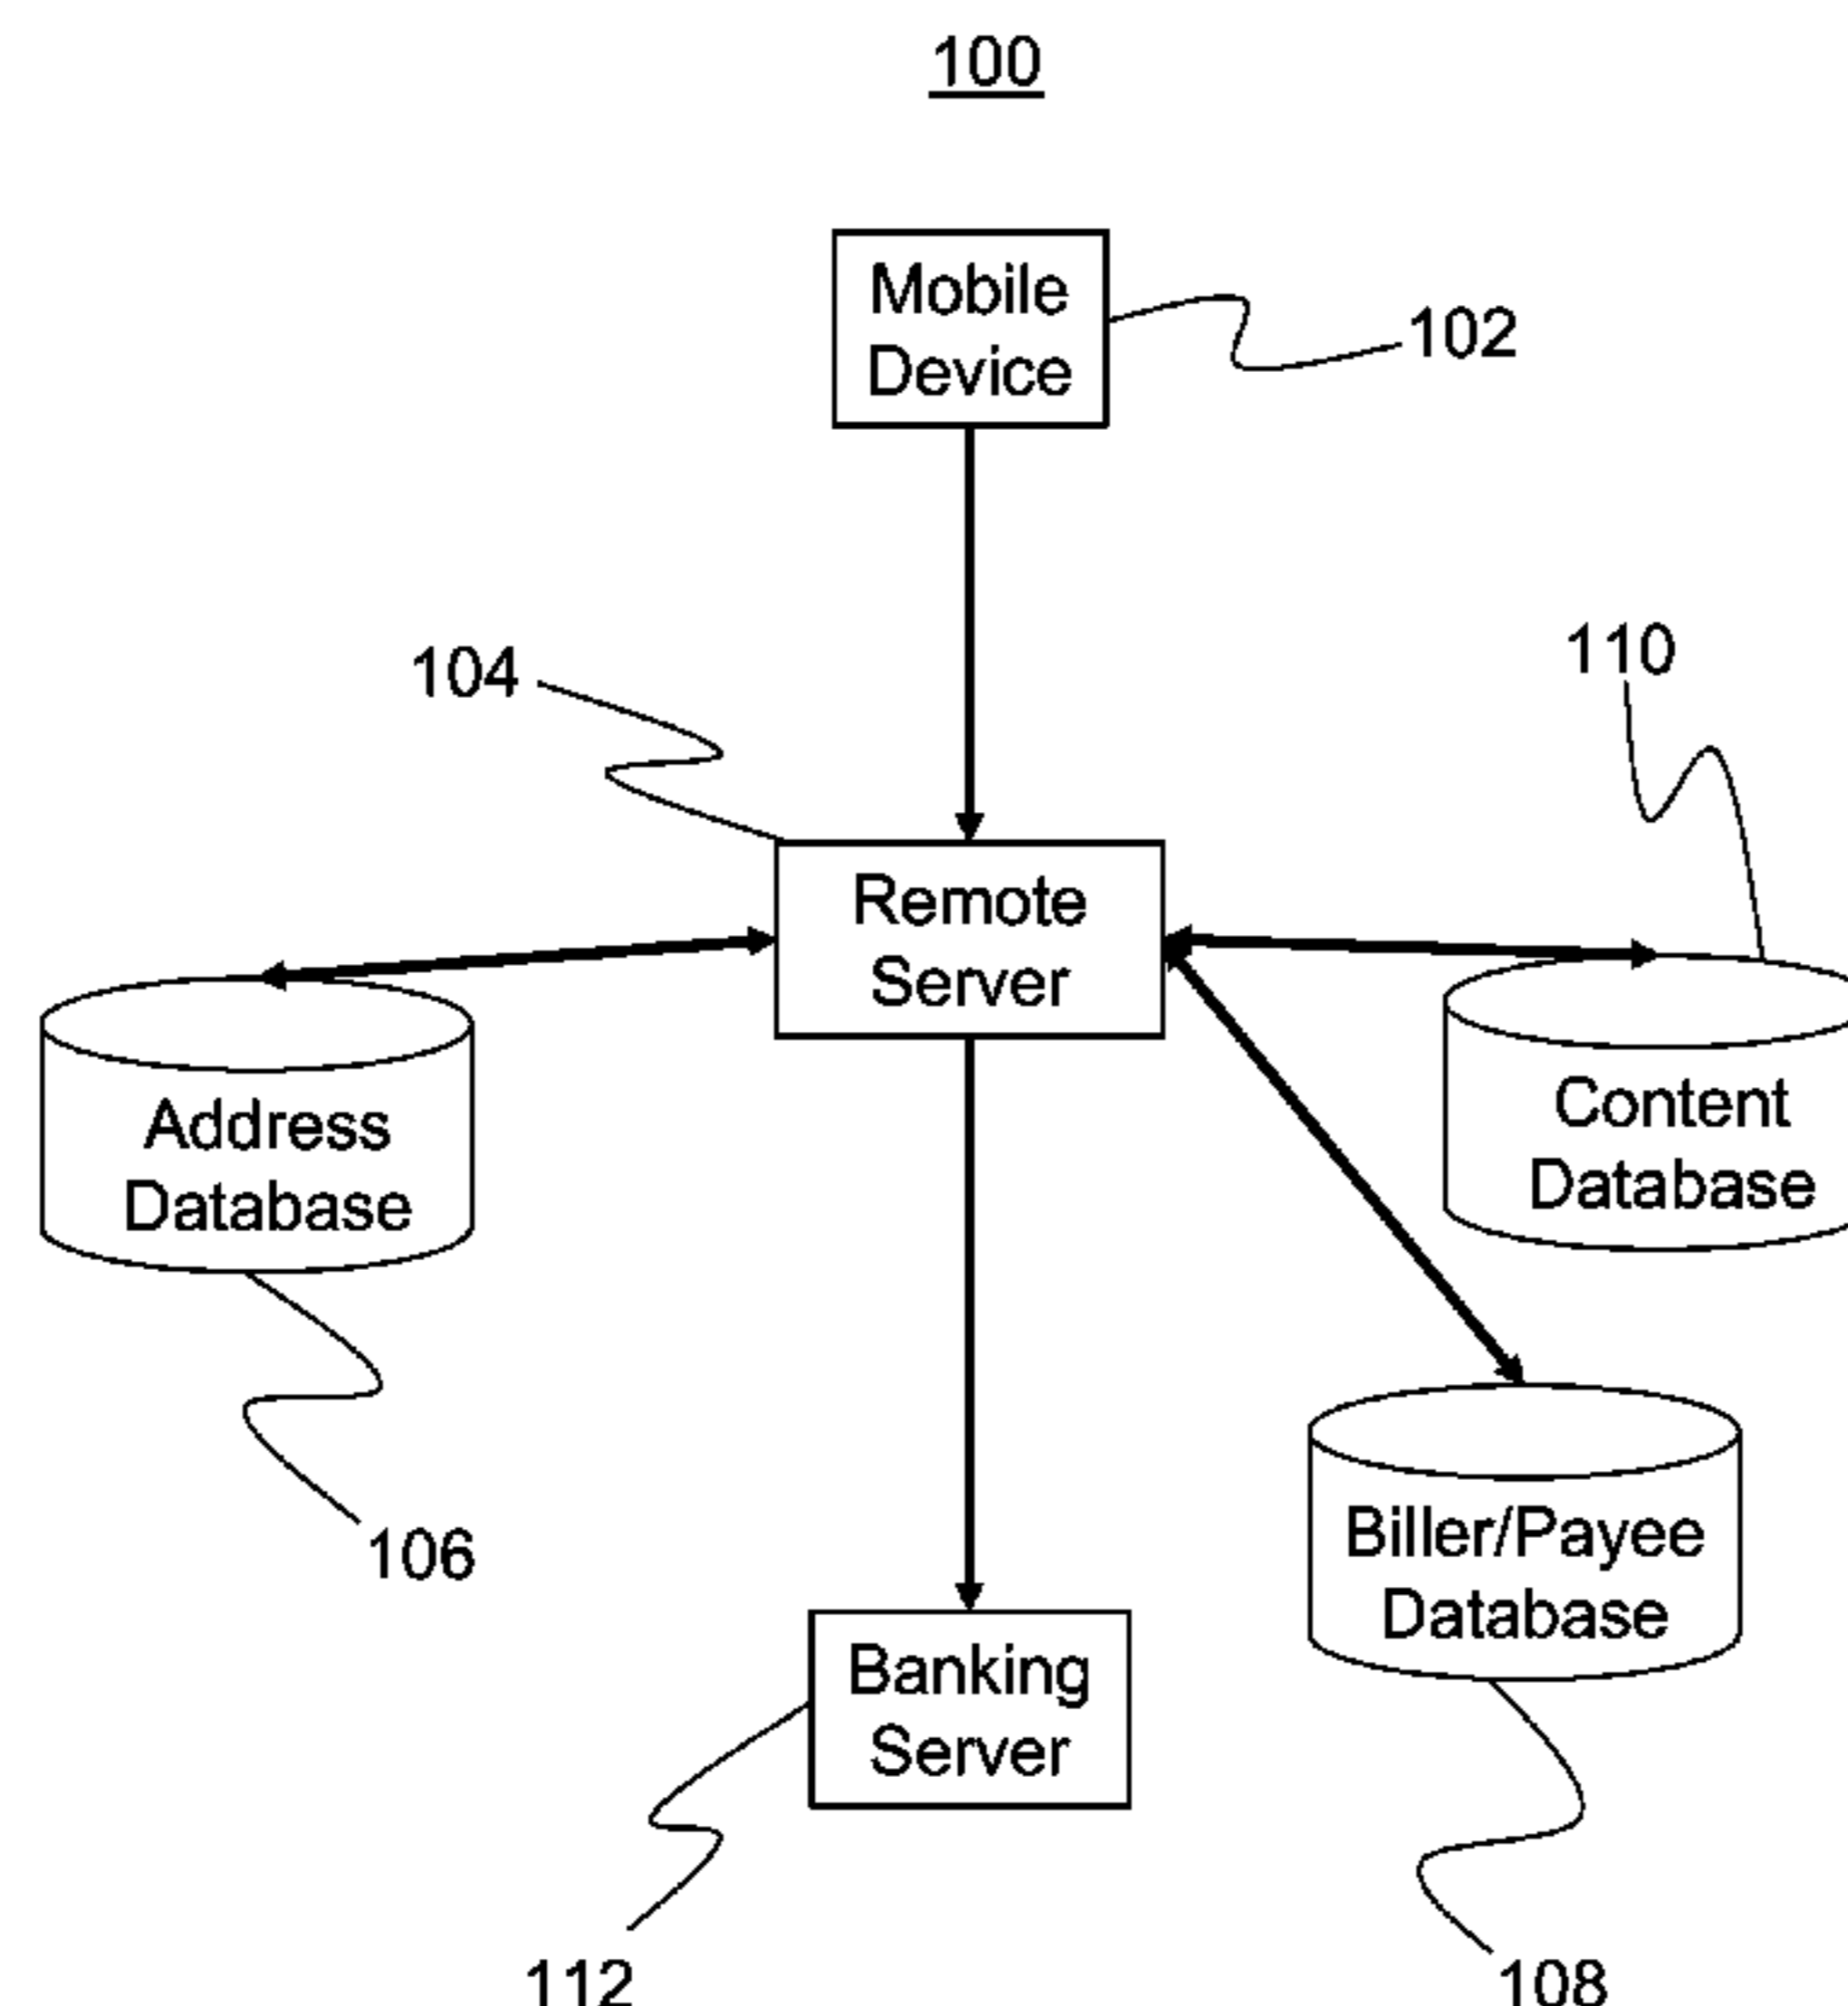 100
Mobile
Device
102
104
110
Remote
Server
Address
Database
Content
Database
106
Biller/Payee
Database
Banking
Server
112
108